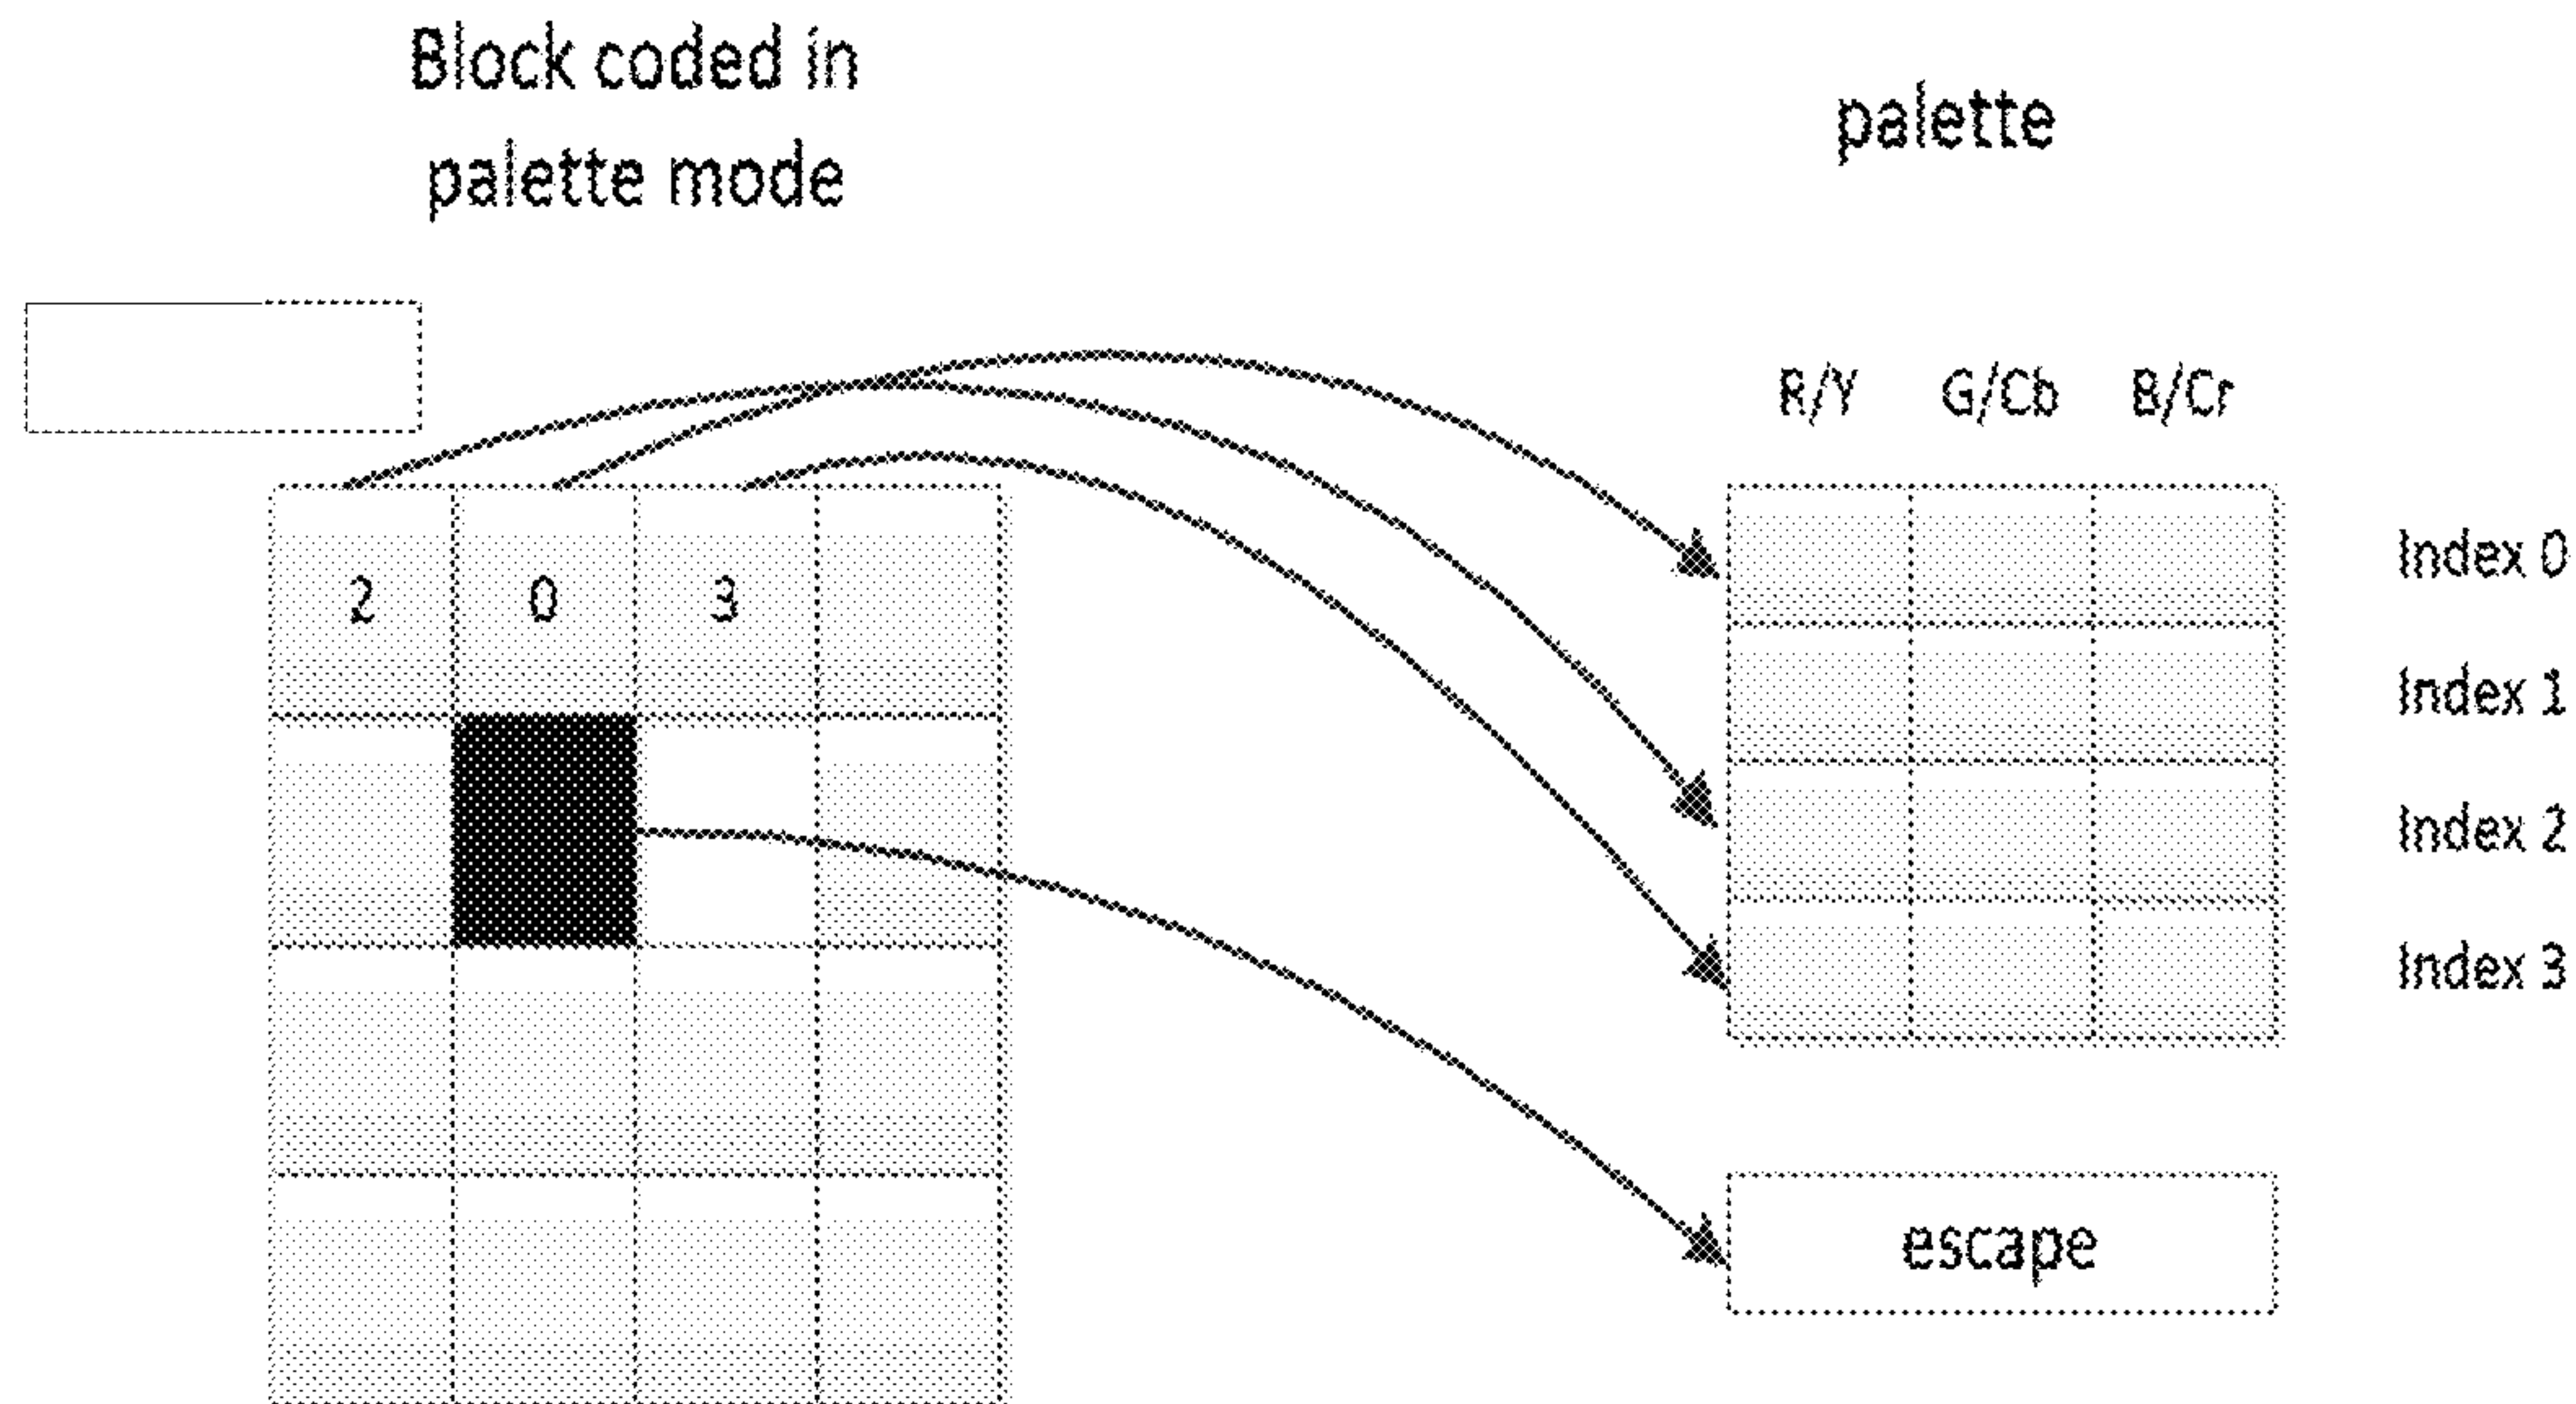 Block coded in
palette mode
palette
R/Y G/Cb B/Cr
2 0 3
Index 0
Index 1
Index 2
Index 3
escape